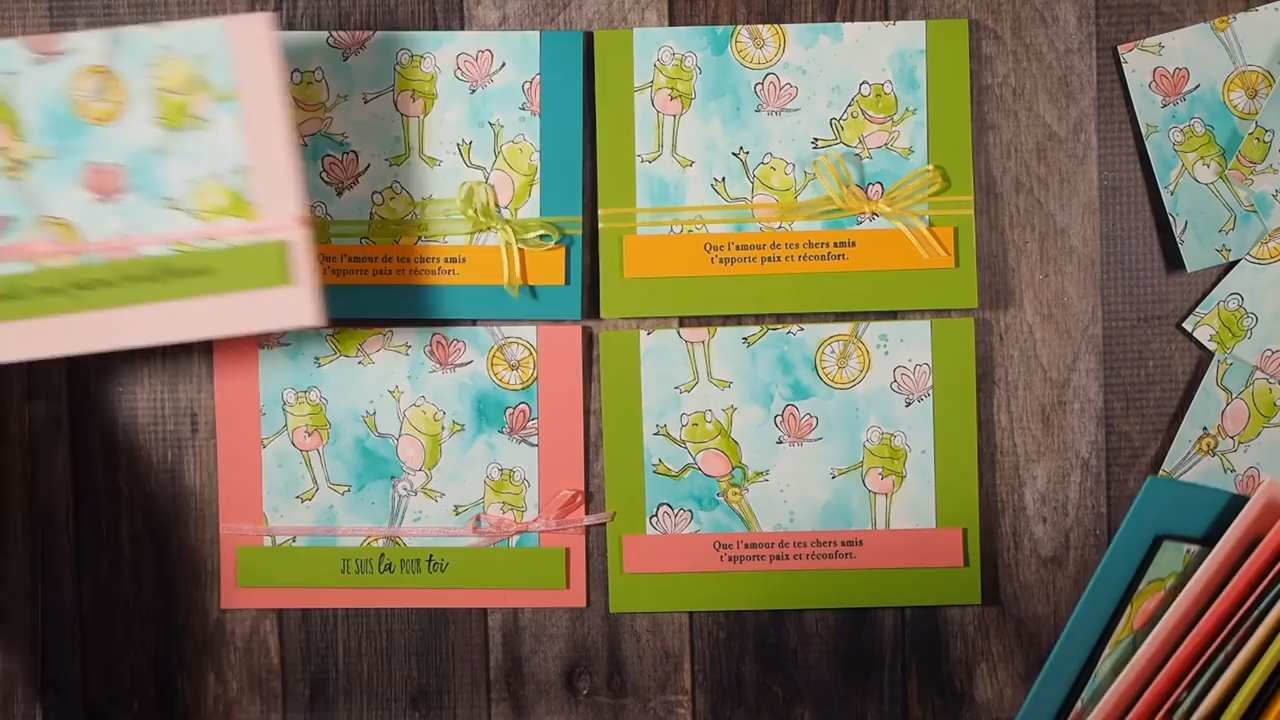 Que l'amour de tes chers amis
t'apporte paix et réconfort.
Que l'amour de tes chers amis
t'apporte paix et réconfort.
JE SUIS là POUR toi
Que l'amour de tes chers amis
t'apporte paix et réconfort.